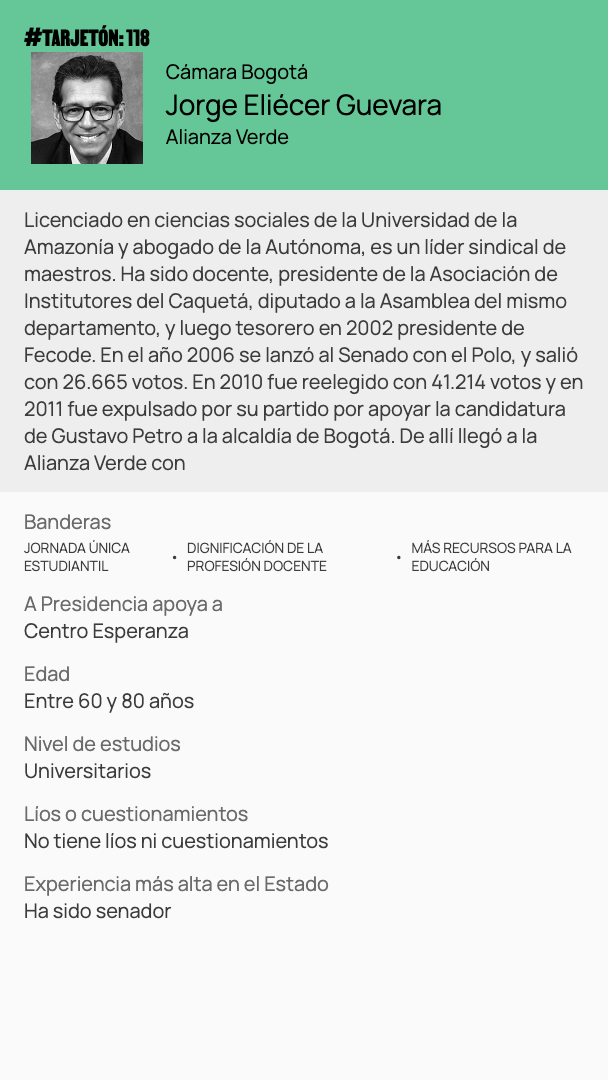 #TARJETÓN: 118
Cámara Bogotá
Jorge Eliécer Guevara
Alianza Verde
Licenciado en ciencias sociales de la Universidad de la
Amazonía y abogado de la Autónoma, es un líder sindical de
maestros. Ha sido docente, presidente de la Asociación de
Institutores del Caquetá, diputado a la Asamblea del mismo
departamento, y luego tesorero en 2002 presidente de
Fecode. En el año 2006 se lanzó al Senado con el Polo, y salió
con 26.665 votos. En 2010 fue reelegido con 41.214 votos y en
2011 fue expulsado por su partido por apoyar la candidatura
de Gustavo Petro a la alcaldía de Bogotá. De allí llegó a la
Alianza Verde con
Banderas
JORNADA ÚNICA
ESTUDIANTIL
• DIGNIFICACIÓN DE LA
PROFESIÓN DOCENTE
• MÁS RECURSOS PARA LA
EDUCACIÓN
A Presidencia apoya a
Centro Esperanza
Edad
Entre 60 y 80 años
Nivel de estudios
Universitarios
Líos o cuestionamientos
No tiene líos ni cuestionamientos
Experiencia más alta en el Estado
Ha sido senador